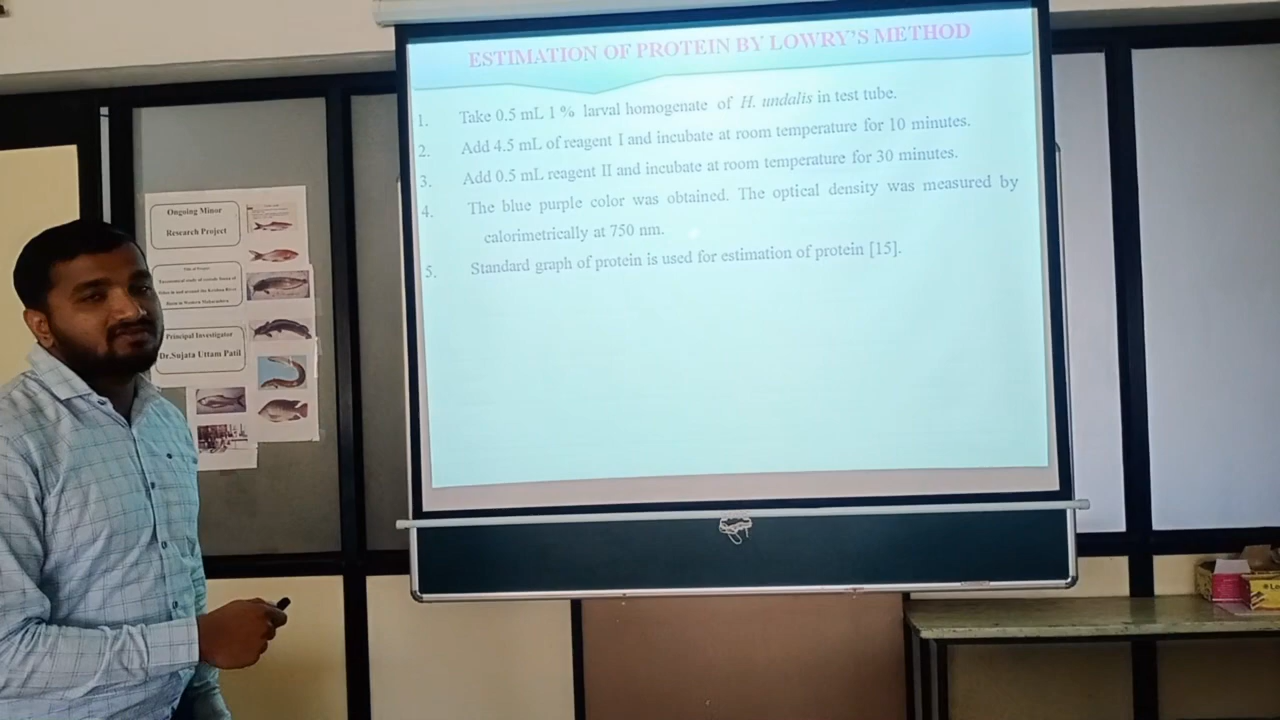 ESTIMATION OF PROTEIN BY LOWRY'S METHOD
1. Take 0.5 mL 1 % larval homogenate of H. undalis in test tube.
2. Add 4.5 mL of reagent I and incubate at room temperature for 10 minutes.
3. Add 0.5 mL reagent II and incubate at room temperature for 30 minutes.
4. The blue purple color was obtained. The optical density was measured by
calorimetrically at 750 nm.
5. Standard graph of protein is used for estimation of protein [15].
Ongoing Minor
Research Project
Title of Project
Principal Investigator
Dr.Sujata Uttam Patil